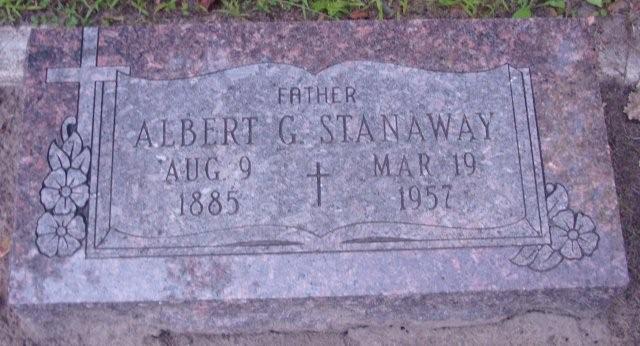 FATHER
ALBERT G. STANAWAY
AUG. 9 MAR. 19
1885 1957